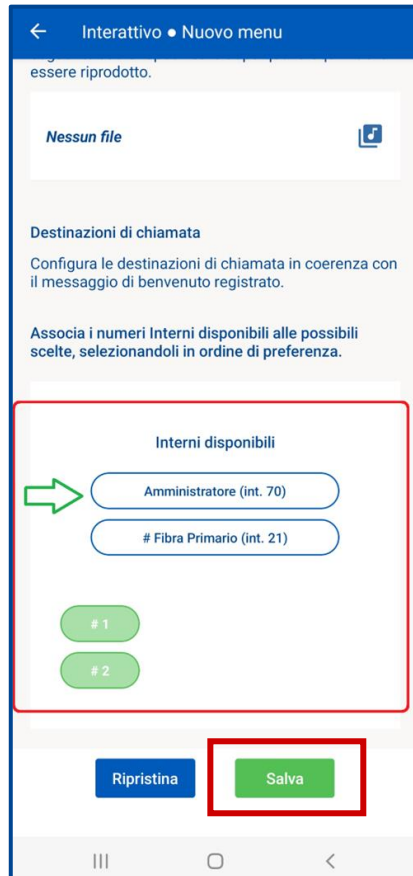 Interattivo ● Nuovo menu
essere riprodotto.
Nessun file
Destinazioni di chiamata
Configura le destinazioni di chiamata in coerenza con
il messaggio di benvenuto registrato.
Associa i numeri Interni disponibili alle possibili
scelte, selezionandoli in ordine di preferenza.
Interni disponibili
Amministratore (int. 70)
# Fibra Primario (int. 21)
# 1
# 2
Ripristina
Salva